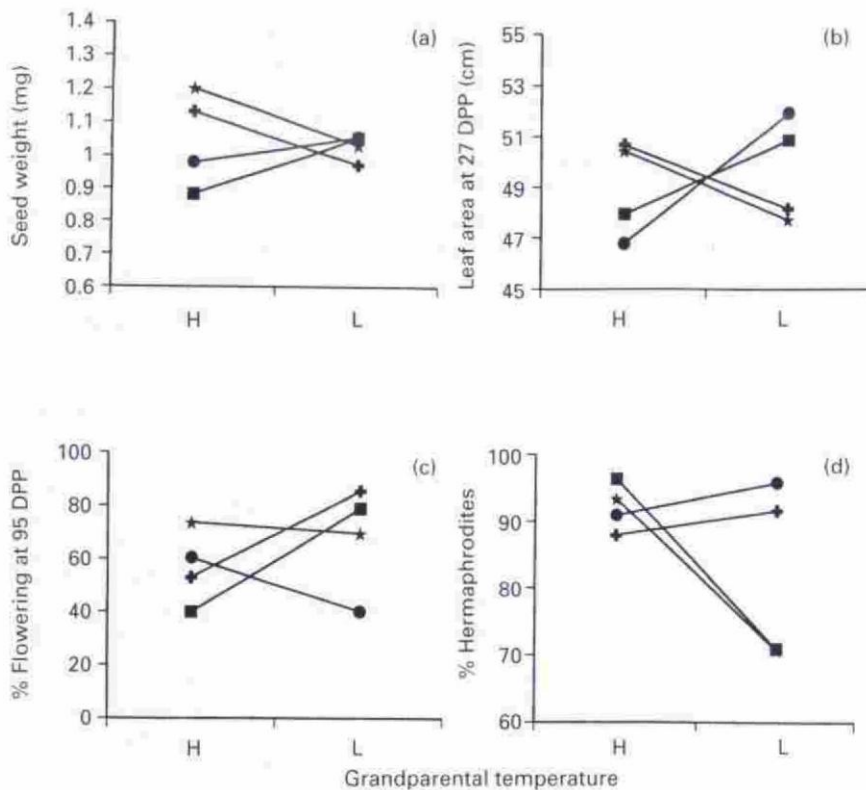 (a)
Seed weight (mg)
1.4
1.3
1.2
1.1
1
0.9
0.8
0.7
0.6
H L
(b)
Leaf area at 27 DPP (cm)
55
53
51
49
47
45
H L
(c)
% Flowering at 95 DPP
100
80
60
40
20
0
H L
(d)
% Hermaphrodites
100
90
80
70
60
H L
Grandparental temperature